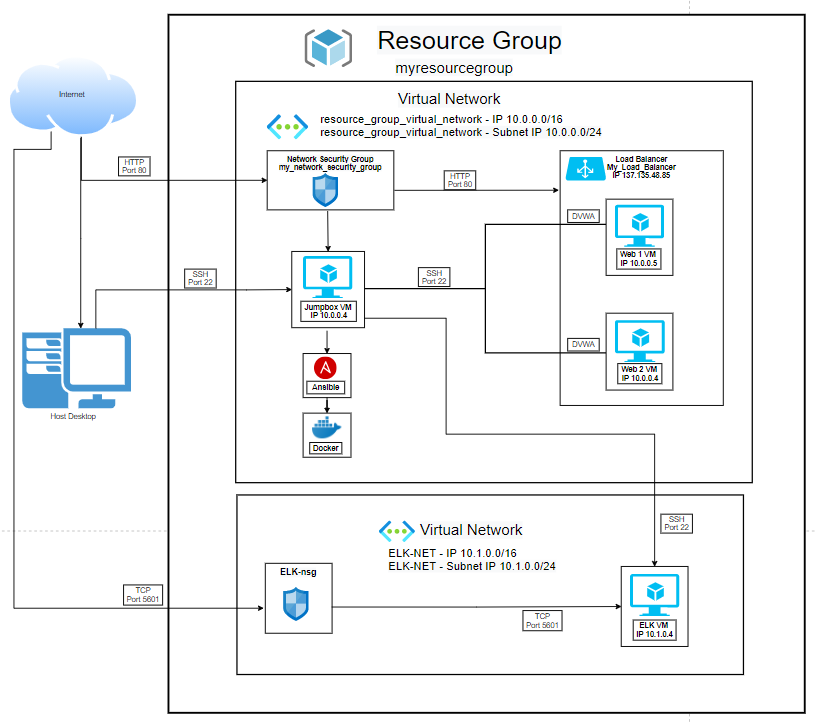 Resource Group
myresourcegroup
Internet
Virtual Network
resource_group_virtual_network - IP 10.0.0.0/16
resource_group_virtual_network - Subnet IP 10.0.0.0/24
Network Security Group
my_network_security_group
HTTP
Port 80
HTTP
Port 80
Load Balancer
My_Load_Balancer
IP 137.135.48.85
DVWA
Web 1 VM
IP 10.0.0.5
SSH
Port 22
SSH
Port 22
Jumpbox VM
IP 10.0.0.4
DVWA
Web 2 VM
IP 10.0.0.4
Ansible
Host Desktop
Docker
SSH
Port 22
Virtual Network
ELK-NET - IP 10.1.0.0/16
ELK-NET - Subnet IP 10.1.0.0/24
ELK-nsg
TCP
Port 5601
TCP
Port 5601
ELK VM
IP 10.1.0.4